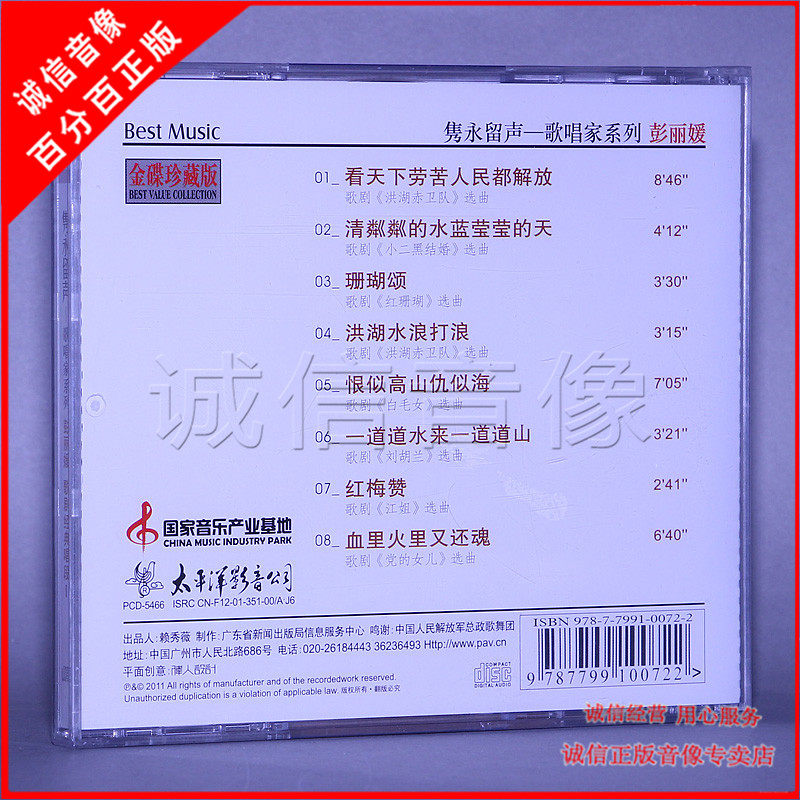 诚信音像
百分百正版
Best Music
隽永留声—歌唱家系列 彭丽媛
金碟珍藏版
BEST VALUE COLLECTION
01_ 看天下劳苦人民都解放 8'46"
歌剧《洪湖赤卫队》选曲
02_ 清粼粼的水蓝莹莹的天 4'12"
歌剧《小二黑结婚》选曲
03_ 珊瑚颂 3'30"
歌剧《红珊瑚》选曲
04_ 洪湖水浪打浪 3'15"
歌剧《洪湖赤卫队》选曲
05_ 恨似高山仇似海 7'05"
歌剧《白毛女》选曲
06_ 一道道水来一道道山 3'21"
歌剧《刘胡兰》选曲
07_ 红梅赞 2'41"
歌剧《江姐》选曲
08_ 血里火里又还魂 6'40"
歌剧《党的女儿》选曲
诚信音像
国家音乐产业基地
CHINA MUSIC INDUSTRY PARK
太平洋影音公司
PCD-5466 ISRC CN-F12-01-351-00/A·J6
出品人: 赖秀薇 制作: 广东省新闻出版局信息服务中心 鸣谢: 中国人民解放军总政歌舞团
地址: 中国广州市人民北路686号 电话: 020-26184443 36236493 Http://www.pav.cn
平面创意:
℗&© 2011 All rights of manufacturer and of the recordedwork reserved.
Unauthorized duplication is a violation of applicable law. 版权所有·翻版必究
COMPACT
disc
DIGITAL AUDIO
ISBN 978-7-7991-0072-2
9 787799 100722 >
诚信经营 用心服务
诚信正版音像专卖店